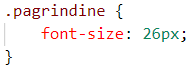 .pagrindine {
    font-size: 26px;
}